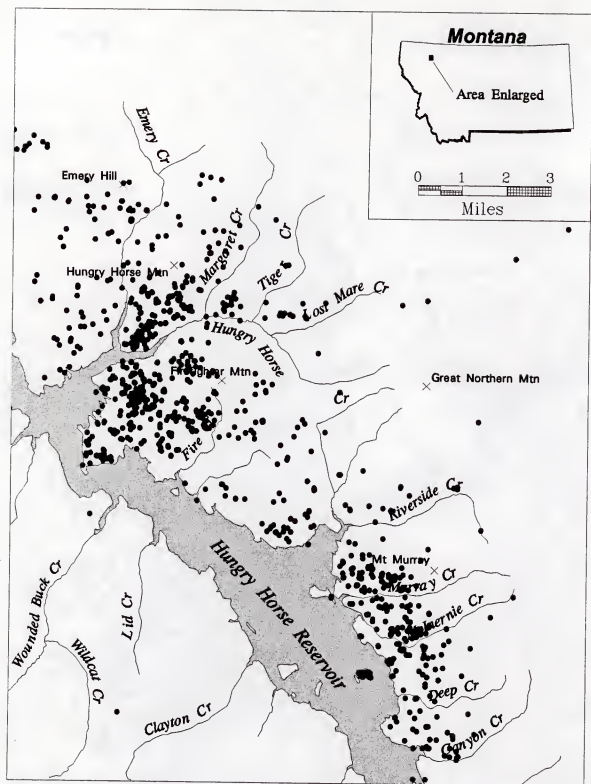 Montana
Area Enlarged
0 1 2 3
Miles
Emery Cr
Emery Hill
Margaret Cr
Hungry Horse Mtn
Tiger Cr
Lost Mare Cr
Hungry Horse
Cr
Great Northern Mtn
Mtn
Fire
Riverside Cr
Mt Murray
Murray Cr
Cr
Hungry Horse Reservoir
Deep Cr
Canyon Cr
Wounded Buck Cr
Lid Cr
Wildcat Cr
Clayton Cr